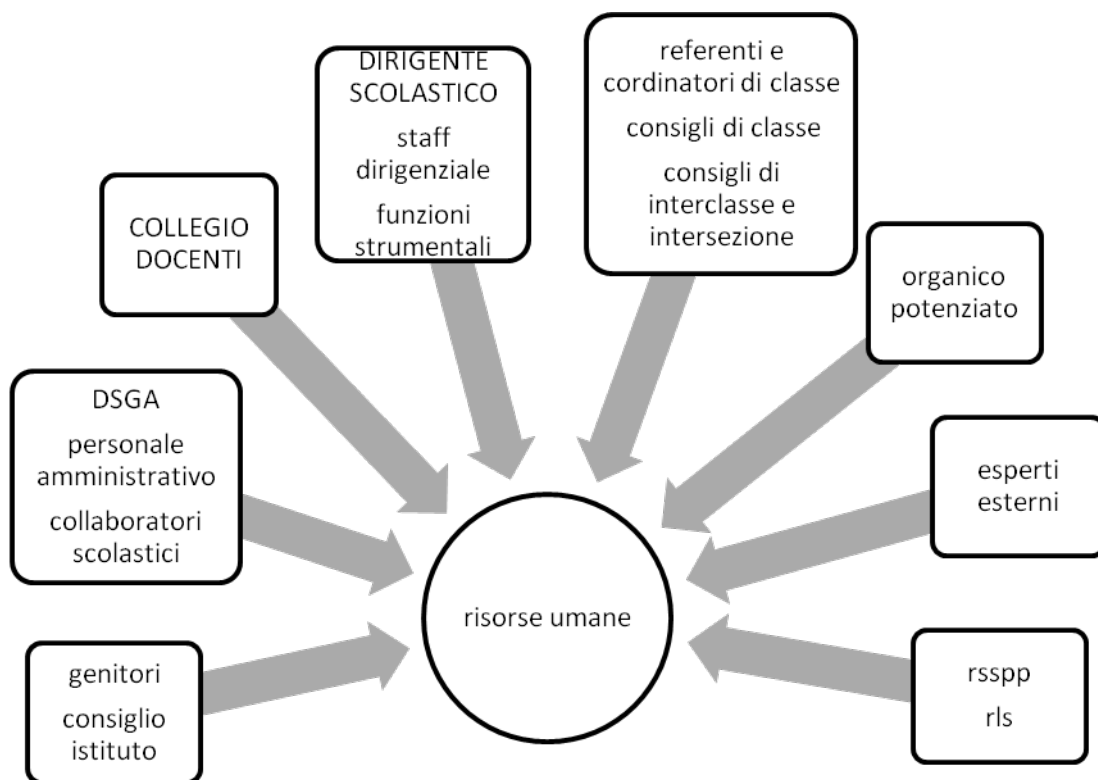 DIRIGENTE
SCOLASTICO
staff
dirigenziale
funzioni
strumentali
referenti e
cordinatori di classe
consigli di classe
consigli di
interclasse e
intersezione
COLLEGIO
DOCENTI
organico
potenziato
DSGA
personale
amministrativo
collaboratori
scolastici
esperti
esterni
risorse umane
genitori
consiglio
istituto
rsspp
rls